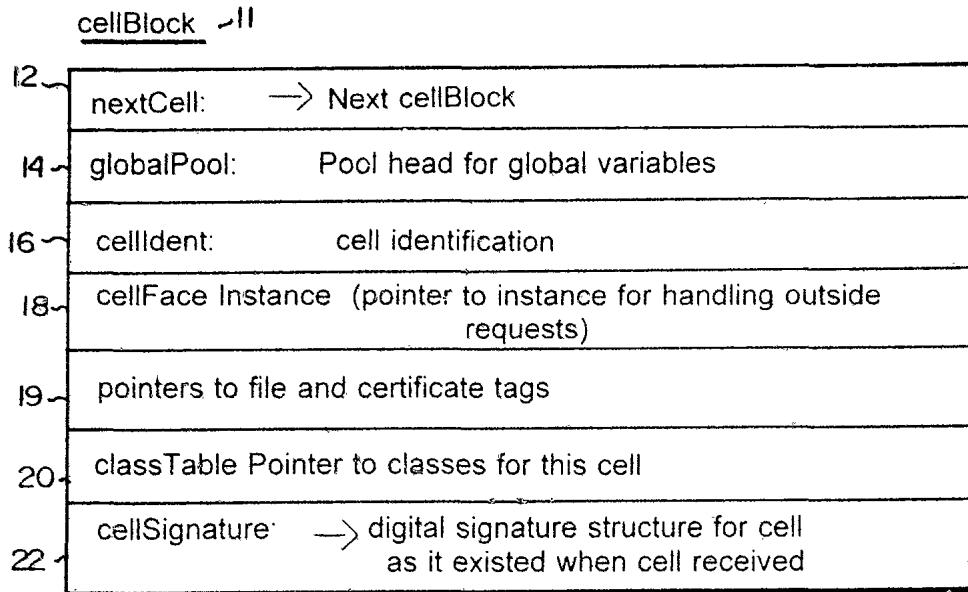 cellBlock 11
12 nextCell: → Next cellBlock
14 globalPool: Pool head for global variables
16 cellIdent: cell identification
18 cellFace Instance (pointer to instance for handling outside
requests)
19 pointers to file and certificate tags
20 classTable Pointer to classes for this cell
22 cellSignature: → digital signature structure for cell
as it existed when cell received